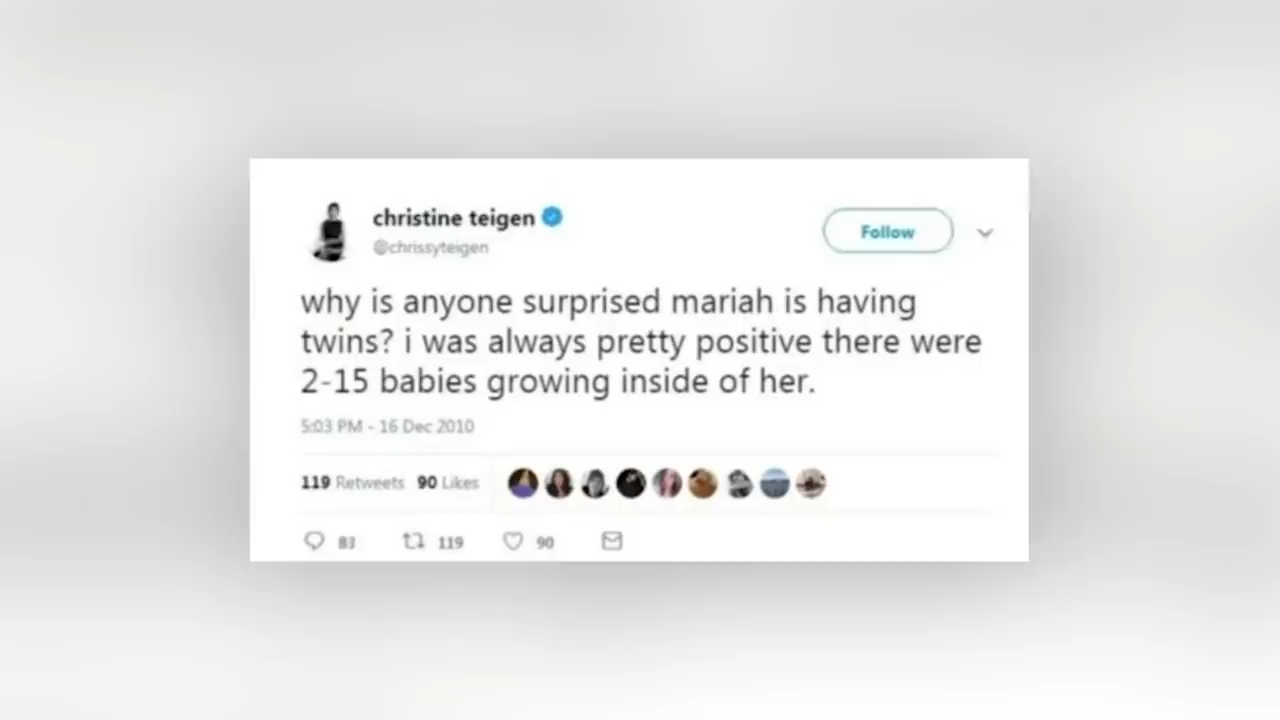 christine teigen
@chrissyteigen
Follow
why is anyone surprised mariah is having
twins? i was always pretty positive there were
2-15 babies growing inside of her.
5:03 PM - 16 Dec 2010
119 Retweets 90 Likes
83 119 90